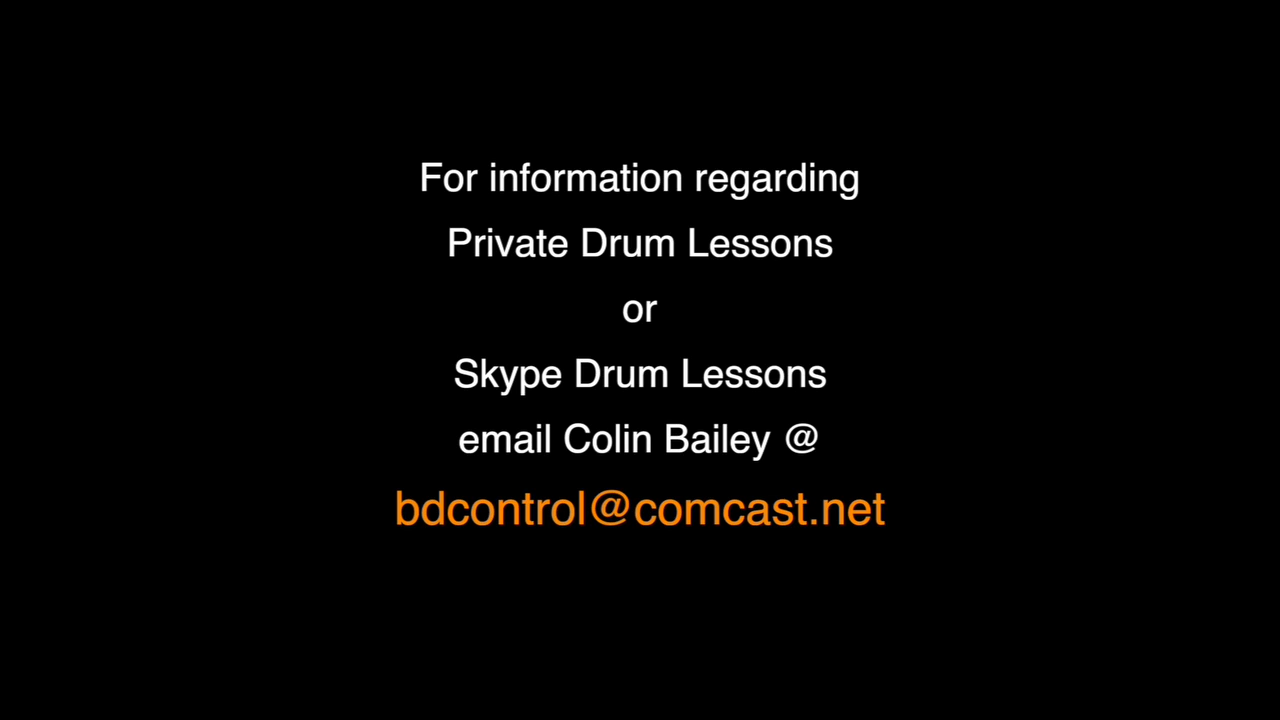 For information regarding
Private Drum Lessons
or
Skype Drum Lessons
email Colin Bailey @
bdcontrol@comcast.net